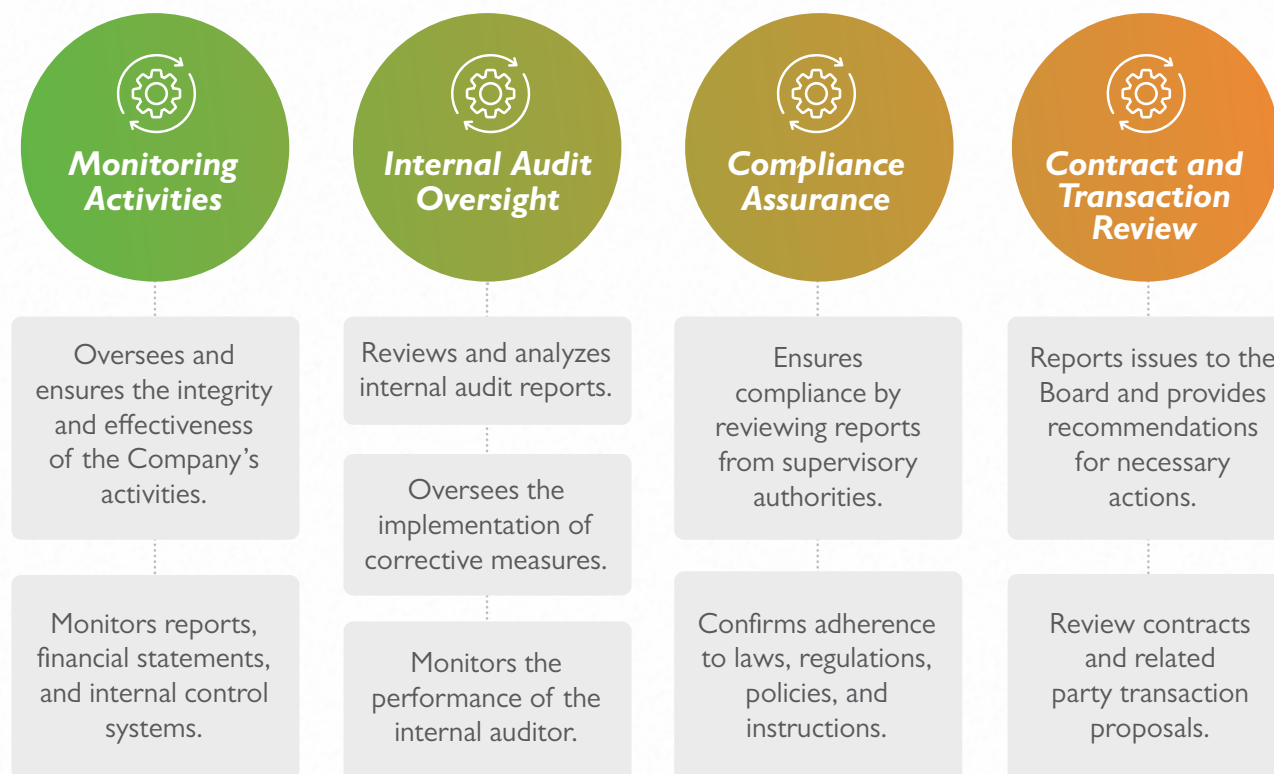 Monitoring
Activities
Oversees and
ensures the integrity
and effectiveness
of the Company's
activities.
Monitors reports,
financial statements,
and internal control
systems.
Internal Audit
Oversight
Reviews and analyzes
internal audit reports.
Oversees the
implementation of
corrective measures.
Monitors the
performance of the
internal auditor.
Compliance
Assurance
Ensures
compliance by
reviewing reports
from supervisory
authorities.
Confirms adherence
to laws, regulations,
policies, and
instructions.
Contract and
Transaction
Review
Reports issues to the
Board and provides
recommendations
for necessary
actions.
Review contracts
and related
party transaction
proposals.